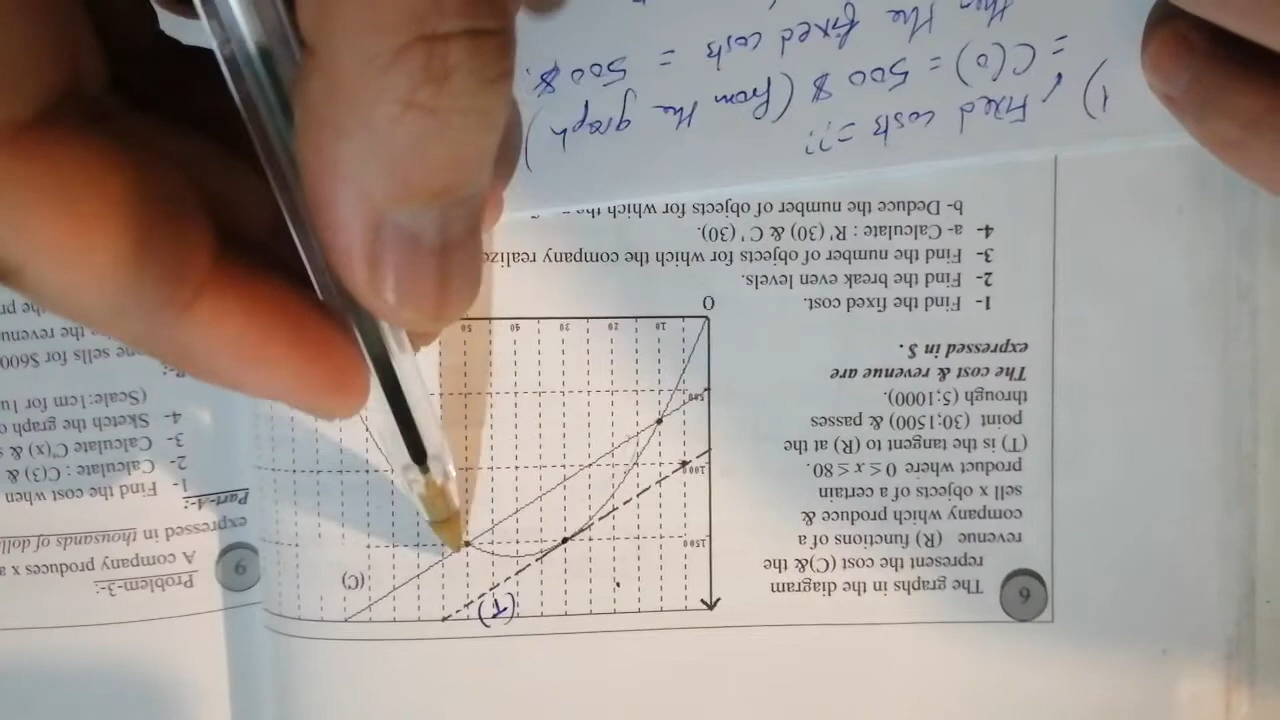 6 The graphs in the diagram
represent the cost (C)& the
revenue (R) functions of a
company which produce &
sell x objects of a certain
product where 0 ≤ x ≤ 80.
(T) is the tangent to (R) at the
point (30;1500) & passes
through (5;1000).
The cost & revenue are
expressed in $.
(T)
(C)
1500
1000
500
O
10 20 30 40 50
1- Find the fixed cost.
2- Find the break even levels.
3- Find the number of objects for which the company
4- a- Calculate : R' (30) & C' (30).
b- Deduce the number of objects for which
1) Fixed costs = ??
= C(0) = 500 $ (from the graph)
then the fixed costs = 500 $.
9 Problem-3-:
A company produces x
expressed in thousands of
Part-A-:
1- Find the cost when
2- Calculate : C(3) &
3- Calculate C'(x) &
4- Sketch the graph
(Scale:1cm for
sells for $600
the revenue
the